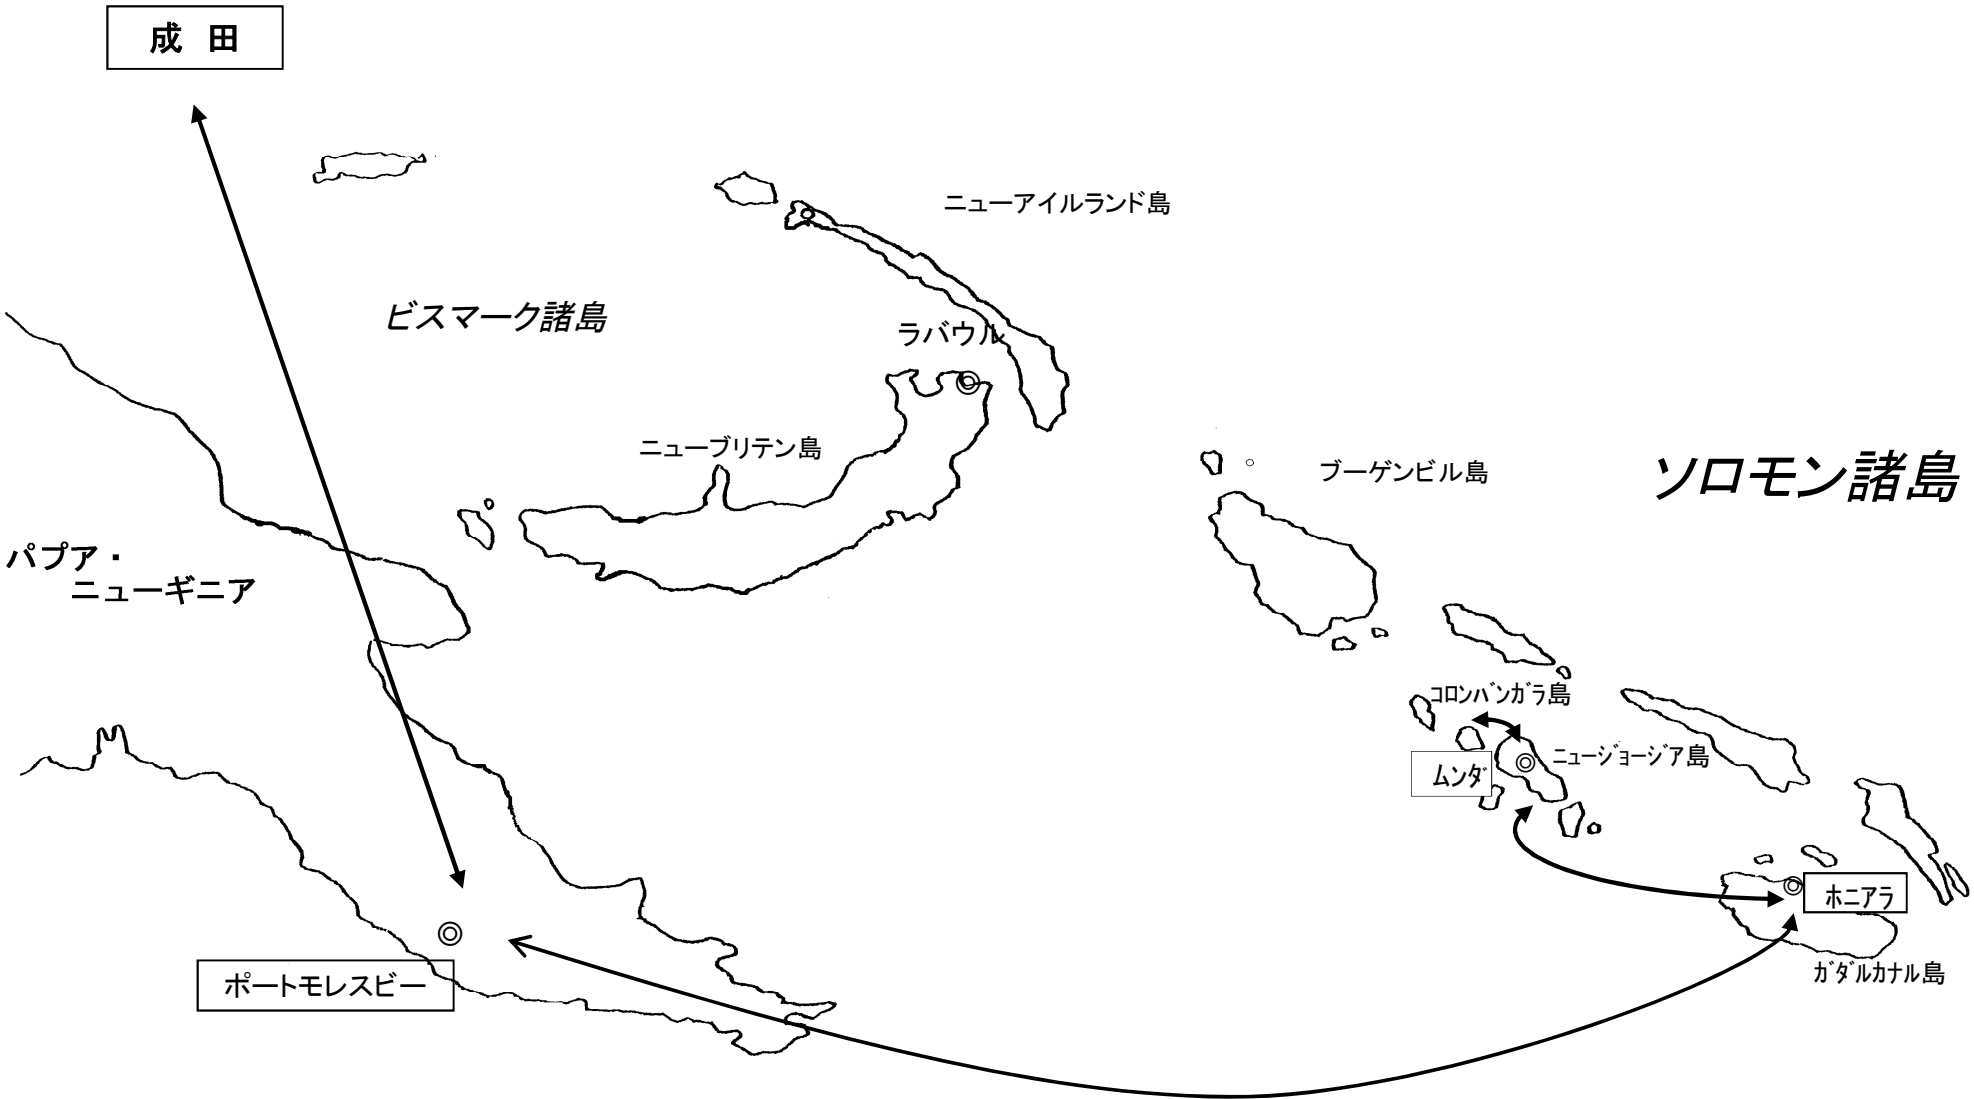 成　田
ニューアイルランド島
ビスマーク諸島
ラバウル
ニューブリテン島
ブーゲンビル島
ソロモン諸島
パプア・
ニューギニア
ｺﾛﾝﾊﾞﾝｶﾞﾗ島
ﾆｭｰｼﾞｮｰｼﾞｱ島
ﾑﾝﾀﾞ
ﾎﾆｱﾗ
ｶﾞﾀﾞﾙｶﾅﾙ島
ポートモレスビー